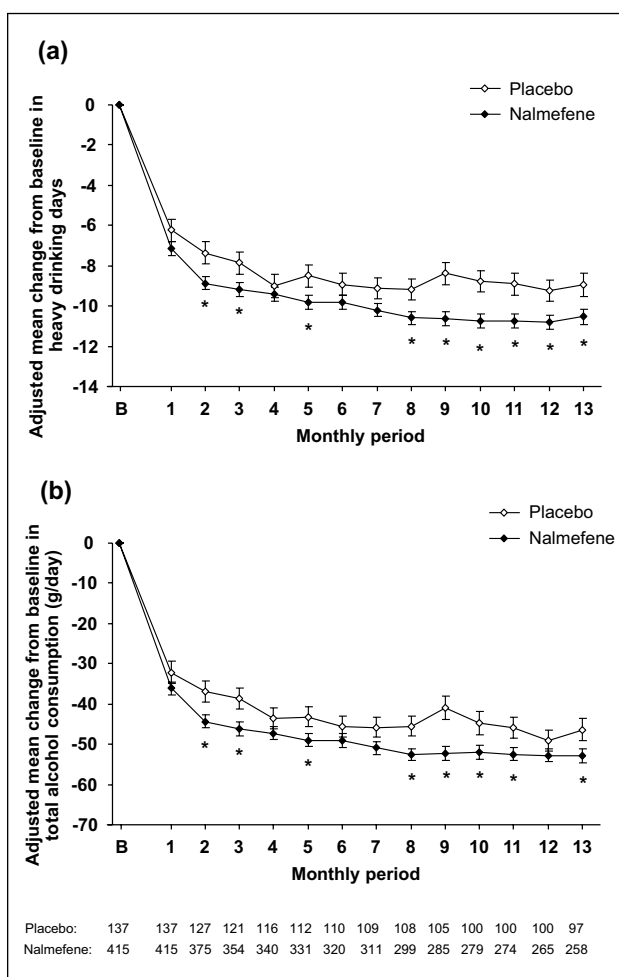 (a)
Placebo
Nalmefene
Adjusted mean change from baseline in
heavy drinking days
0
-2
-4
-6
-8
-10
-12
-14
* * * * * * * * *
B 1 2 3 4 5 6 7 8 9 10 11 12 13
Monthly period
(b)
Placebo
Nalmefene
Adjusted mean change from baseline in
total alcohol consumption (g/day)
0
-10
-20
-30
-40
-50
-60
-70
* * * * * * * *
B 1 2 3 4 5 6 7 8 9 10 11 12 13
Monthly period
Placebo: 137 137 127 121 116 112 110 109 108 105 100 100 100 97
Nalmefene: 415 415 375 354 340 331 320 311 299 285 279 274 265 258